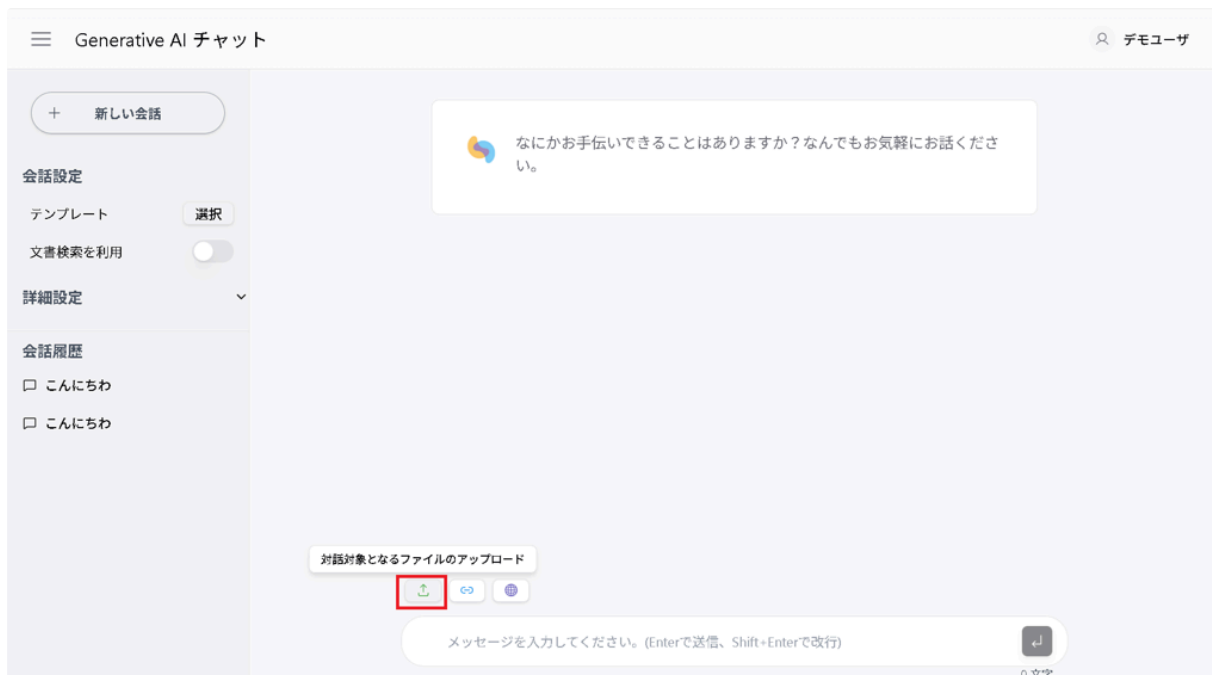 Generative AI チャット
デモユーザ
新しい会話
会話設定
テンプレート
選択
文書検索を利用
詳細設定
会話履歴
こんにちわ
こんにちわ
なにかお手伝いできることはありますか？なんでもお気軽にお話くださ
い。
対話対象となるファイルのアップロード
メッセージを入力してください。(Enterで送信、Shift+Enterで改行)
0 文字